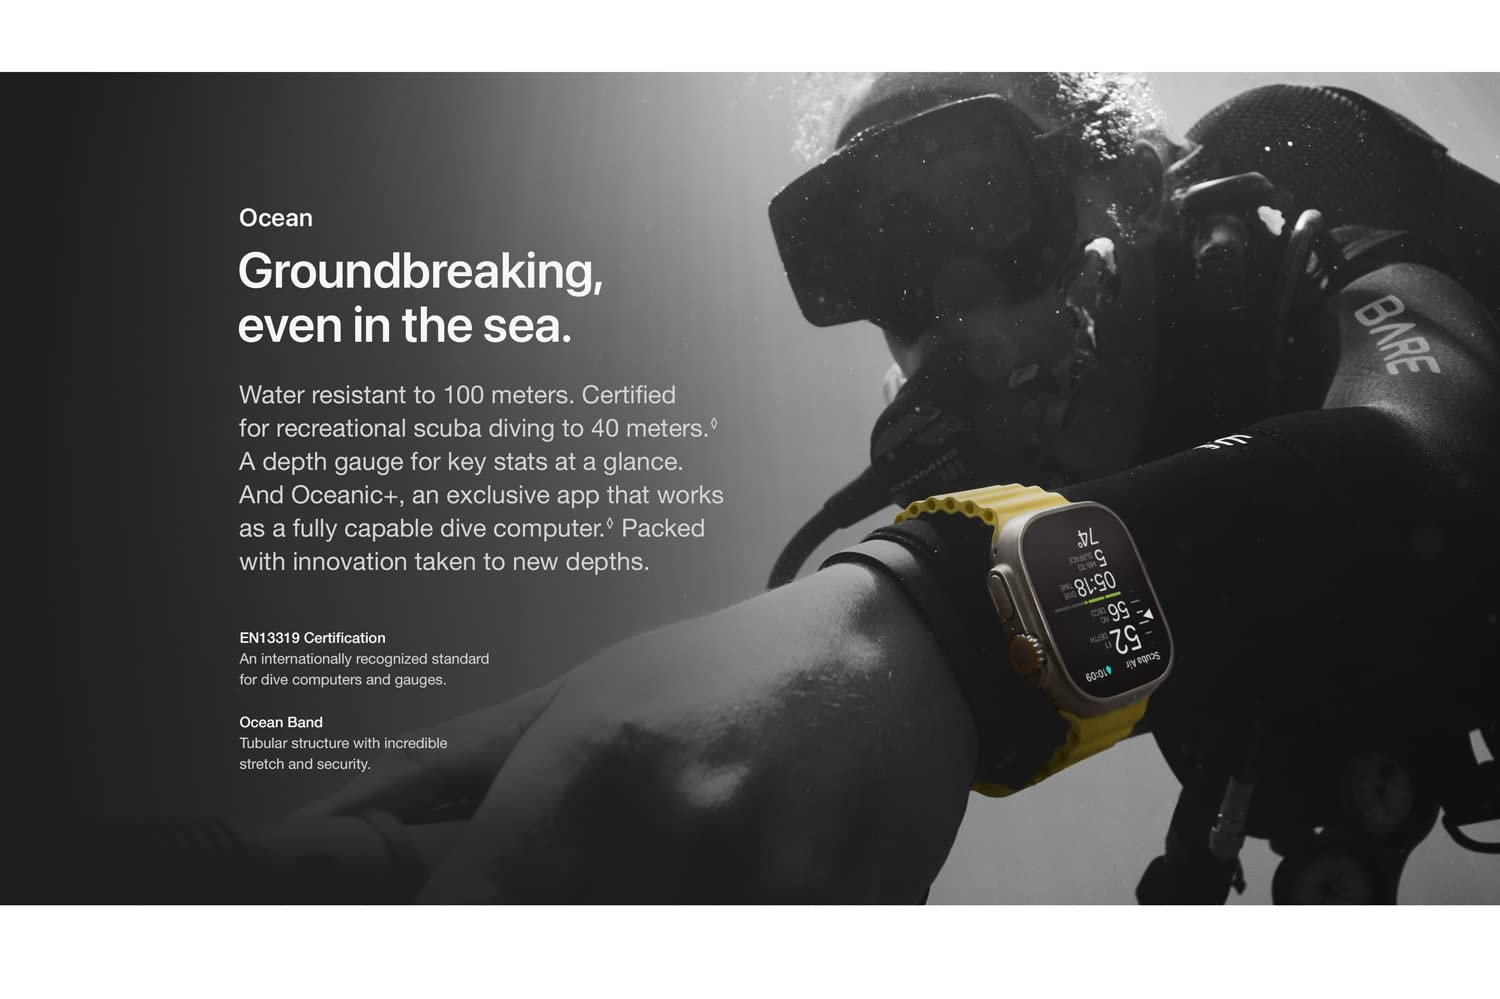 Ocean
Groundbreaking,
even in the sea.
Water resistant to 100 meters. Certified
for recreational scuba diving to 40 meters.◊
A depth gauge for key stats at a glance.
And Oceanic+, an exclusive app that works
as a fully capable dive computer.◊ Packed
with innovation taken to new depths.
EN13319 Certification
An internationally recognized standard
for dive computers and gauges.
Ocean Band
Tubular structure with incredible
stretch and security.
BARE
10:09
Scuba Air
52 FT DEPTH
56 NO DECO
05:18 DIVE TIME
5 MIN TO SURFACE
74°